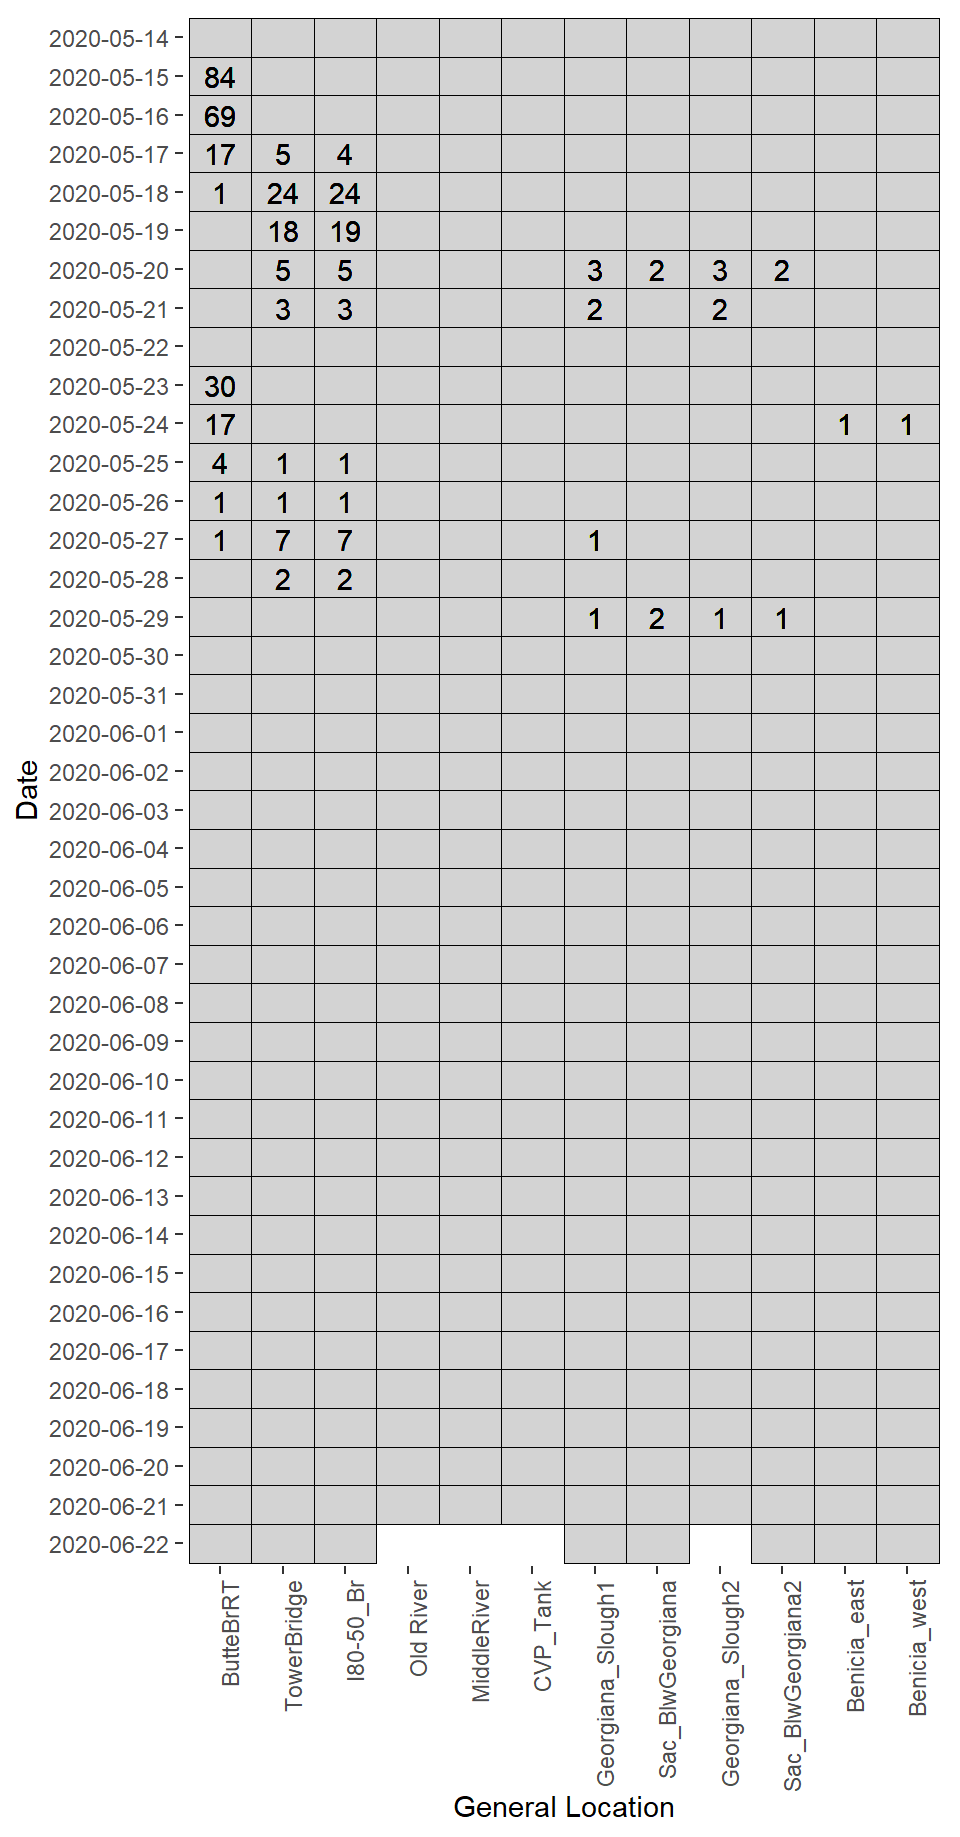 2020-05-14
2020-05-15 84
2020-05-16 69
2020-05-17 17 5 4
2020-05-18 1 24 24
2020-05-19 18 19
2020-05-20 5 5 3 2 3 2
2020-05-21 3 3 2 2
2020-05-22
2020-05-23 30
2020-05-24 17 1 1
2020-05-25 4 1 1
2020-05-26 1 1 1
2020-05-27 1 7 7 1
2020-05-28 2 2
2020-05-29 1 2 1 1
2020-05-30
2020-05-31
2020-06-01
2020-06-02
2020-06-03
2020-06-04
2020-06-05
2020-06-06
2020-06-07
2020-06-08
2020-06-09
2020-06-10
2020-06-11
2020-06-12
2020-06-13
2020-06-14
2020-06-15
2020-06-16
2020-06-17
2020-06-18
2020-06-19
2020-06-20
2020-06-21
2020-06-22
Date
ButteBrRT
TowerBridge
I80-50_Br
Old River
MiddleRiver
CVP_Tank
Georgiana_Slough1
Sac_BlwGeorgiana
Georgiana_Slough2
Sac_BlwGeorgiana2
Benicia_east
Benicia_west
General Location